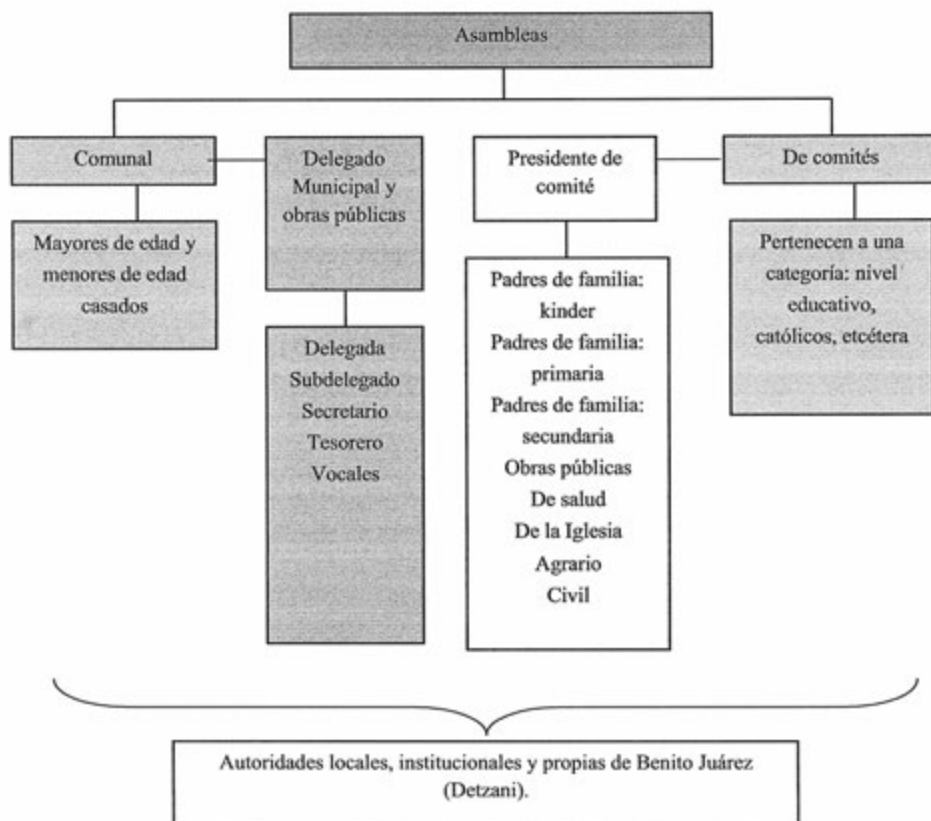 Asambleas
Comunal
Delegado
Municipal y
obras públicas
Presidente de
comité
De comités
Mayores de edad y
menores de edad
casados
Delegada
Subdelegado
Secretario
Tesorero
Vocales
Padres de familia:
kinder
Padres de familia:
primaria
Padres de familia:
secundaria
Obras públicas
De salud
De la Iglesia
Agrario
Civil
Pertenecen a una
categoría: nivel
educativo,
católicos, etcétera
Autoridades locales, institucionales y propias de Benito Juárez
(Detzani).